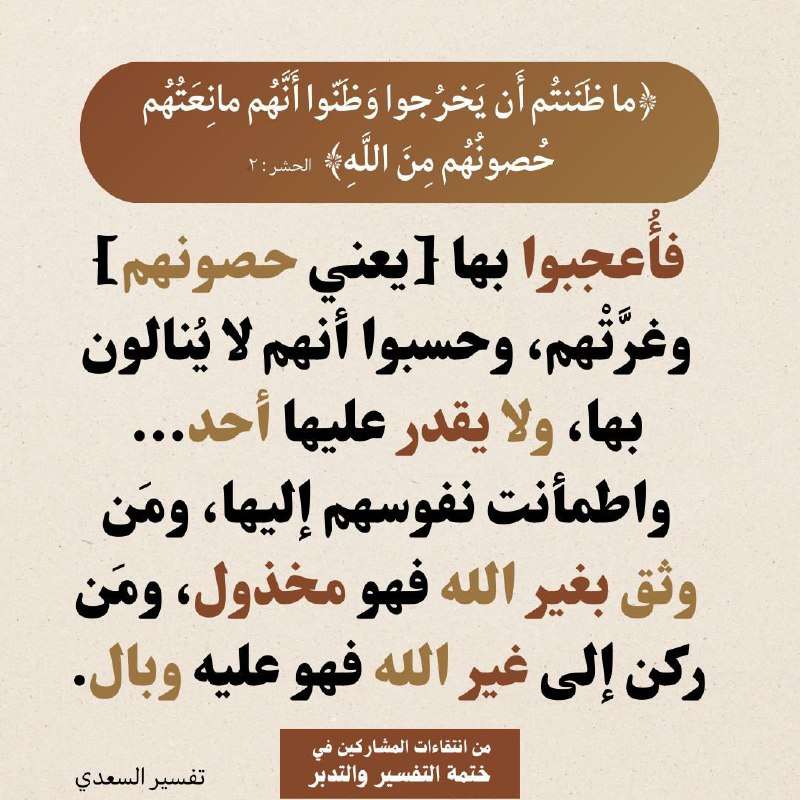 ﴿ما ظَنَنتُم أَن يَخرُجوا وَظَنّوا أَنَّهُم مانِعَتُهُم
حُصونُهُم مِنَ اللَّهِ﴾ الحشر: ٢
فأُعجبوا بها [يعني حصونهم]
وغرَّتْهم، وحسبوا أنهم لا يُنالون
بها، ولا يقدر عليها أحد...
واطمأنت نفوسهم إليها، ومَن
وثق بغير الله فهو مخذول، ومَن
ركن إلى غير الله فهو عليه وبال.
من انتقاءات المشاركين في
ختمة التفسير والتدبر
تفسير السعدي